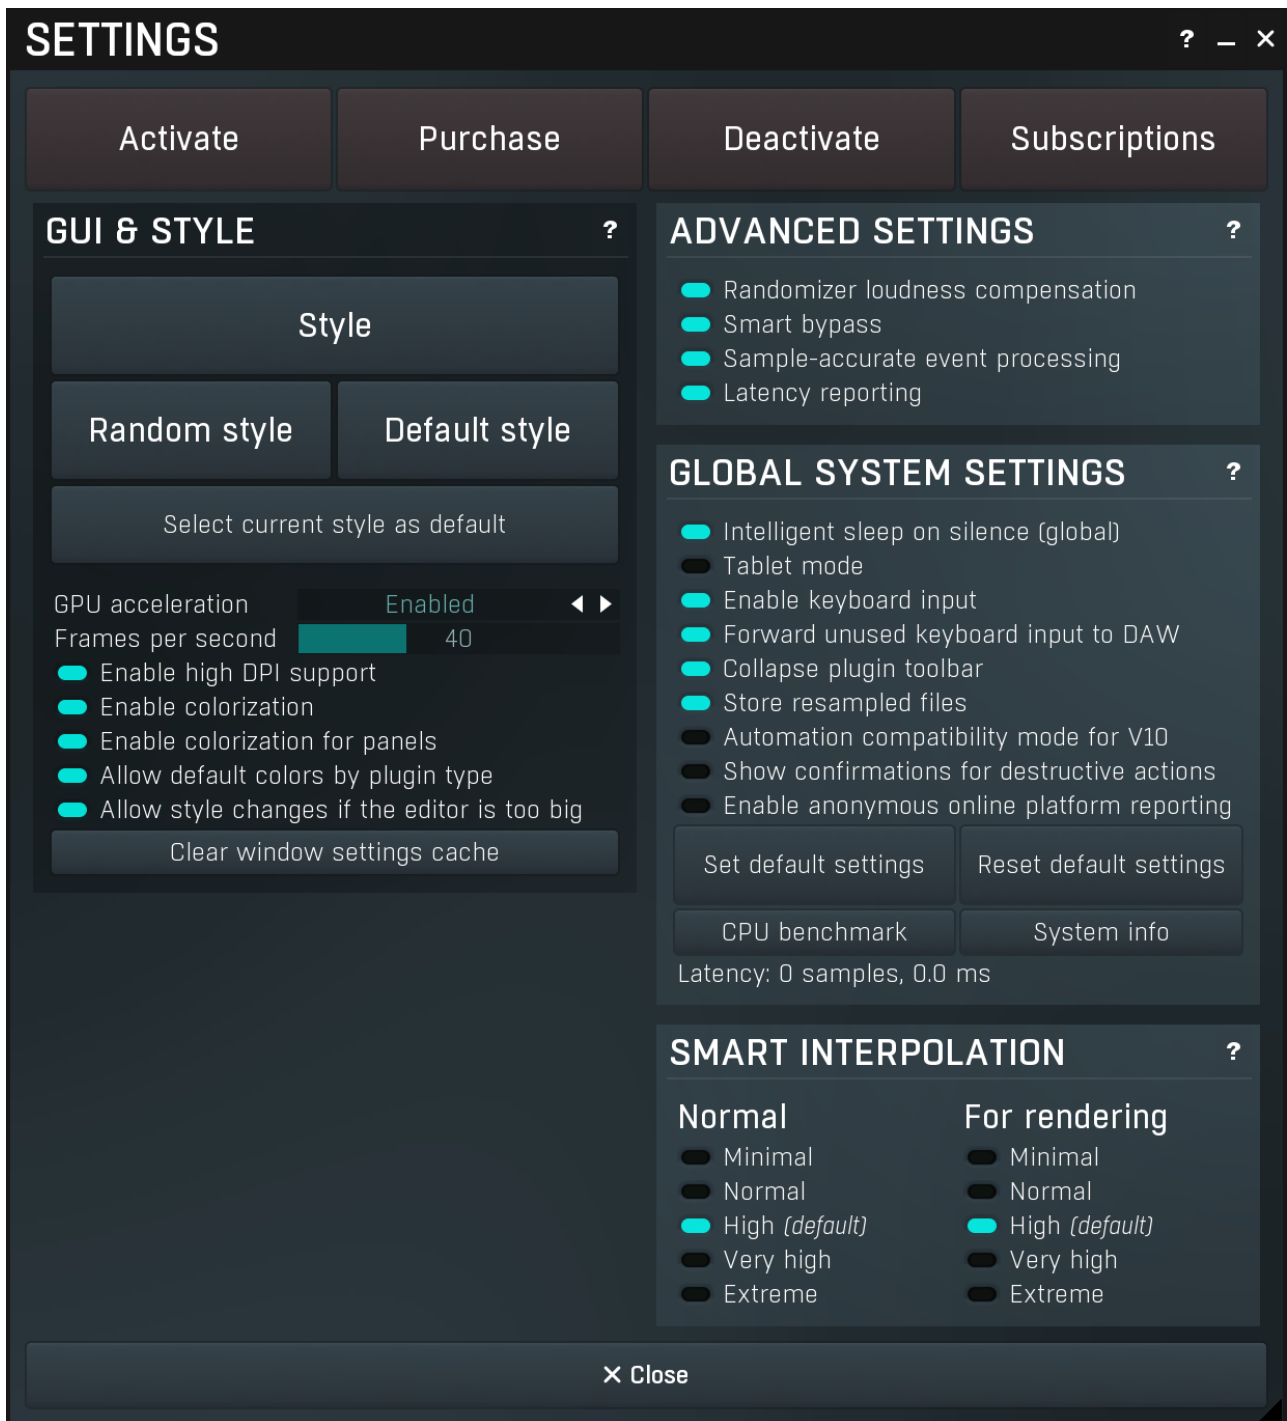 SETTINGS ? _ ×
Activate Purchase Deactivate Subscriptions
GUI & STYLE ?
Style
Random style Default style
Select current style as default
GPU acceleration Enabled
Frames per second 40
Enable high DPI support
Enable colorization
Enable colorization for panels
Allow default colors by plugin type
Allow style changes if the editor is too big
Clear window settings cache
ADVANCED SETTINGS ?
Randomizer loudness compensation
Smart bypass
Sample-accurate event processing
Latency reporting
GLOBAL SYSTEM SETTINGS ?
Intelligent sleep on silence (global)
Tablet mode
Enable keyboard input
Forward unused keyboard input to DAW
Collapse plugin toolbar
Store resampled files
Automation compatibility mode for V10
Show confirmations for destructive actions
Enable anonymous online platform reporting
Set default settings Reset default settings
CPU benchmark System info
Latency: 0 samples, 0.0 ms
SMART INTERPOLATION ?
Normal For rendering
Minimal Minimal
Normal Normal
High (default) High (default)
Very high Very high
Extreme Extreme
× Close